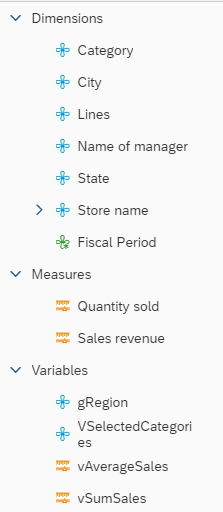 Dimensions
Category
City
Lines
Name of manager
State
Store name
Fiscal Period
Measures
Quantity sold
Sales revenue
Variables
gRegion
VSelectedCategori
es
vAverageSales
vSumSales